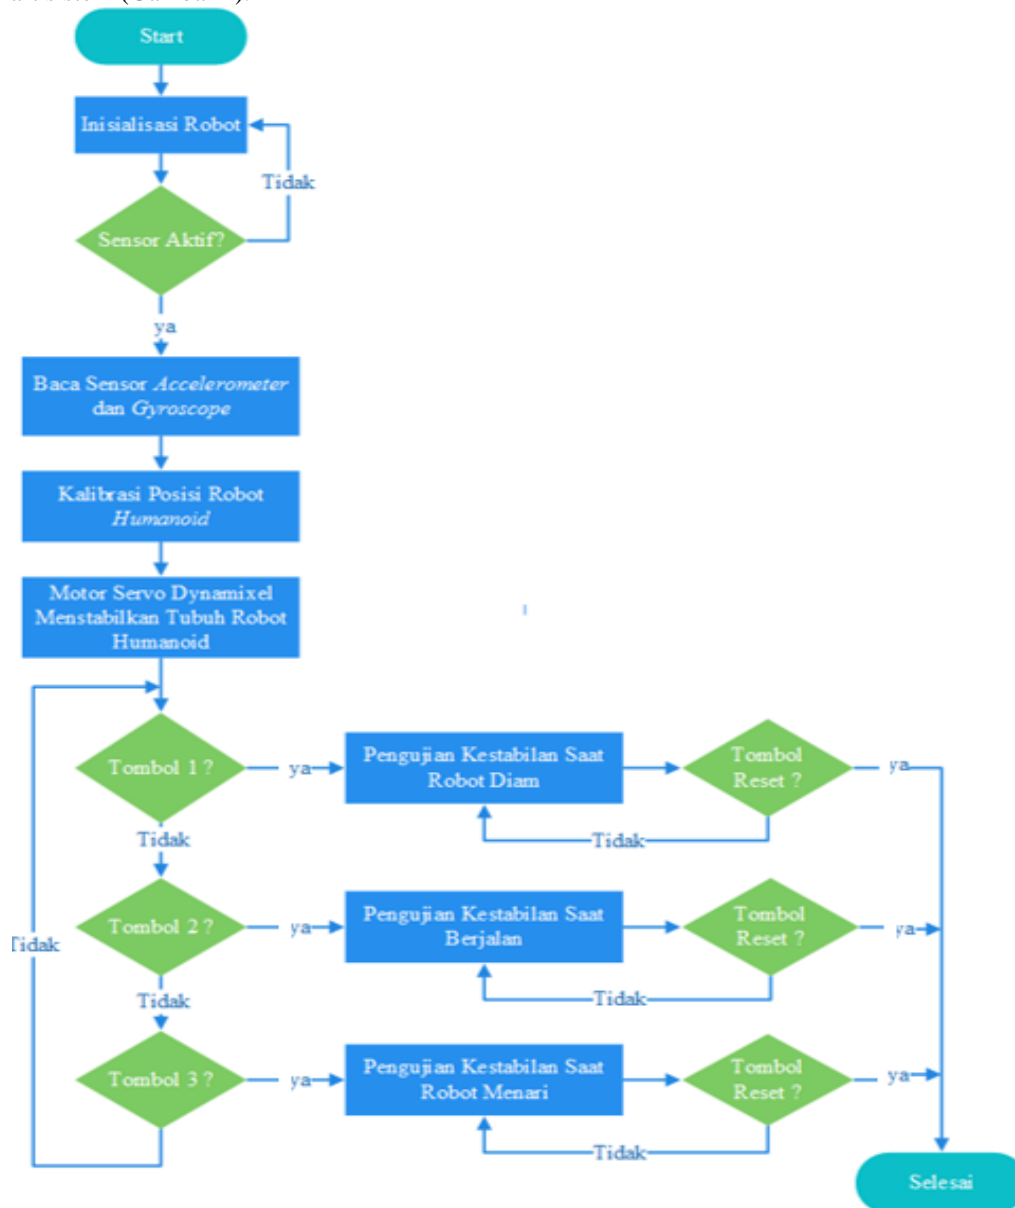 Start
Inisialisasi Robot
Tidak
Sensor Aktif?
ya
Baca Sensor Accelerometer
dan Gyroscope
Kalibrasi Posisi Robot
Humanoid
Motor Servo Dynamixel
Menstabilkan Tubuh Robot
Humanoid
Tombol 1 ?
ya
Pengujian Kestabilan Saat
Robot Diam
Tombol
Reset ?
ya
Tidak
Tidak
Tombol 2 ?
ya
Pengujian Kestabilan Saat
Berjalan
Tombol
Reset ?
ya
Tidak
Tidak
Tidak
Tombol 3 ?
ya
Pengujian Kestabilan Saat
Robot Menari
Tombol
Reset ?
ya
Tidak
Selesai